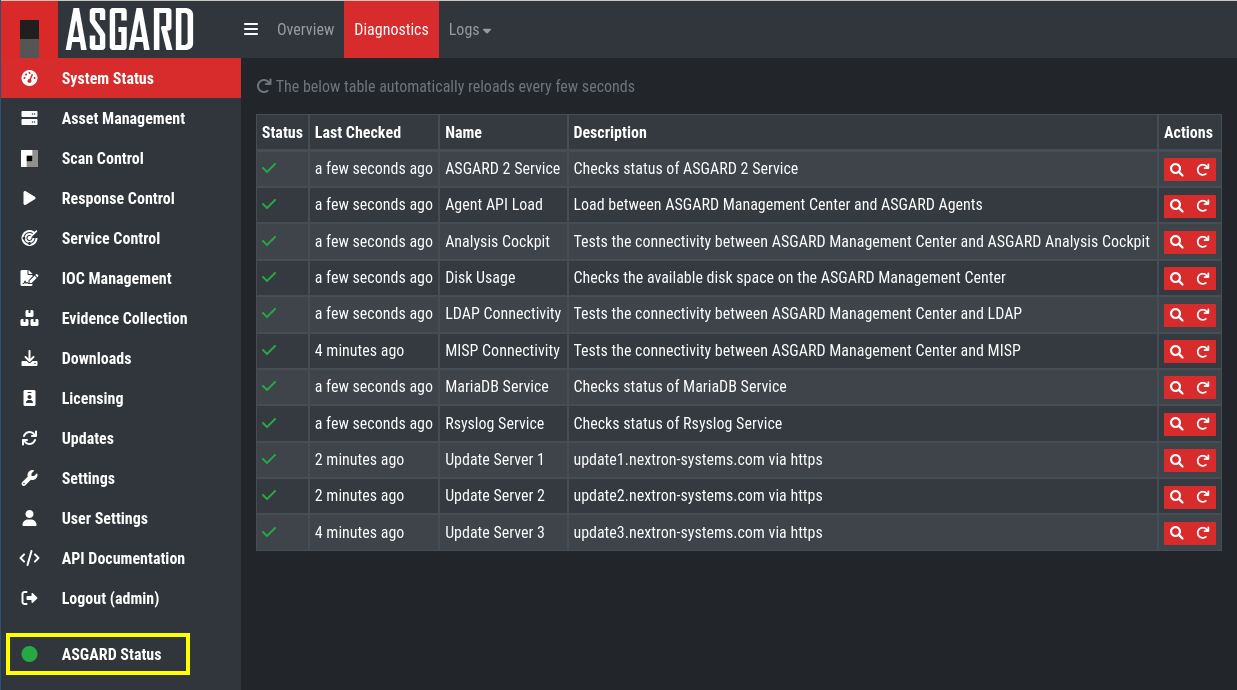 ASGARD
Overview Diagnostics Logs
System Status
Asset Management
Scan Control
Response Control
Service Control
IOC Management
Evidence Collection
Downloads
Licensing
Updates
Settings
User Settings
API Documentation
Logout (admin)
ASGARD Status
The below table automatically reloads every few seconds
Status Last Checked Name Description Actions
a few seconds ago ASGARD 2 Service Checks status of ASGARD 2 Service
a few seconds ago Agent API Load Load between ASGARD Management Center and ASGARD Agents
a few seconds ago Analysis Cockpit Tests the connectivity between ASGARD Management Center and ASGARD Analysis Cockpit
a few seconds ago Disk Usage Checks the available disk space on the ASGARD Management Center
a few seconds ago LDAP Connectivity Tests the connectivity between ASGARD Management Center and LDAP
4 minutes ago MISP Connectivity Tests the connectivity between ASGARD Management Center and MISP
a few seconds ago MariaDB Service Checks status of MariaDB Service
a few seconds ago Rsyslog Service Checks status of Rsyslog Service
2 minutes ago Update Server 1 update1.nextron-systems.com via https
2 minutes ago Update Server 2 update2.nextron-systems.com via https
4 minutes ago Update Server 3 update3.nextron-systems.com via https